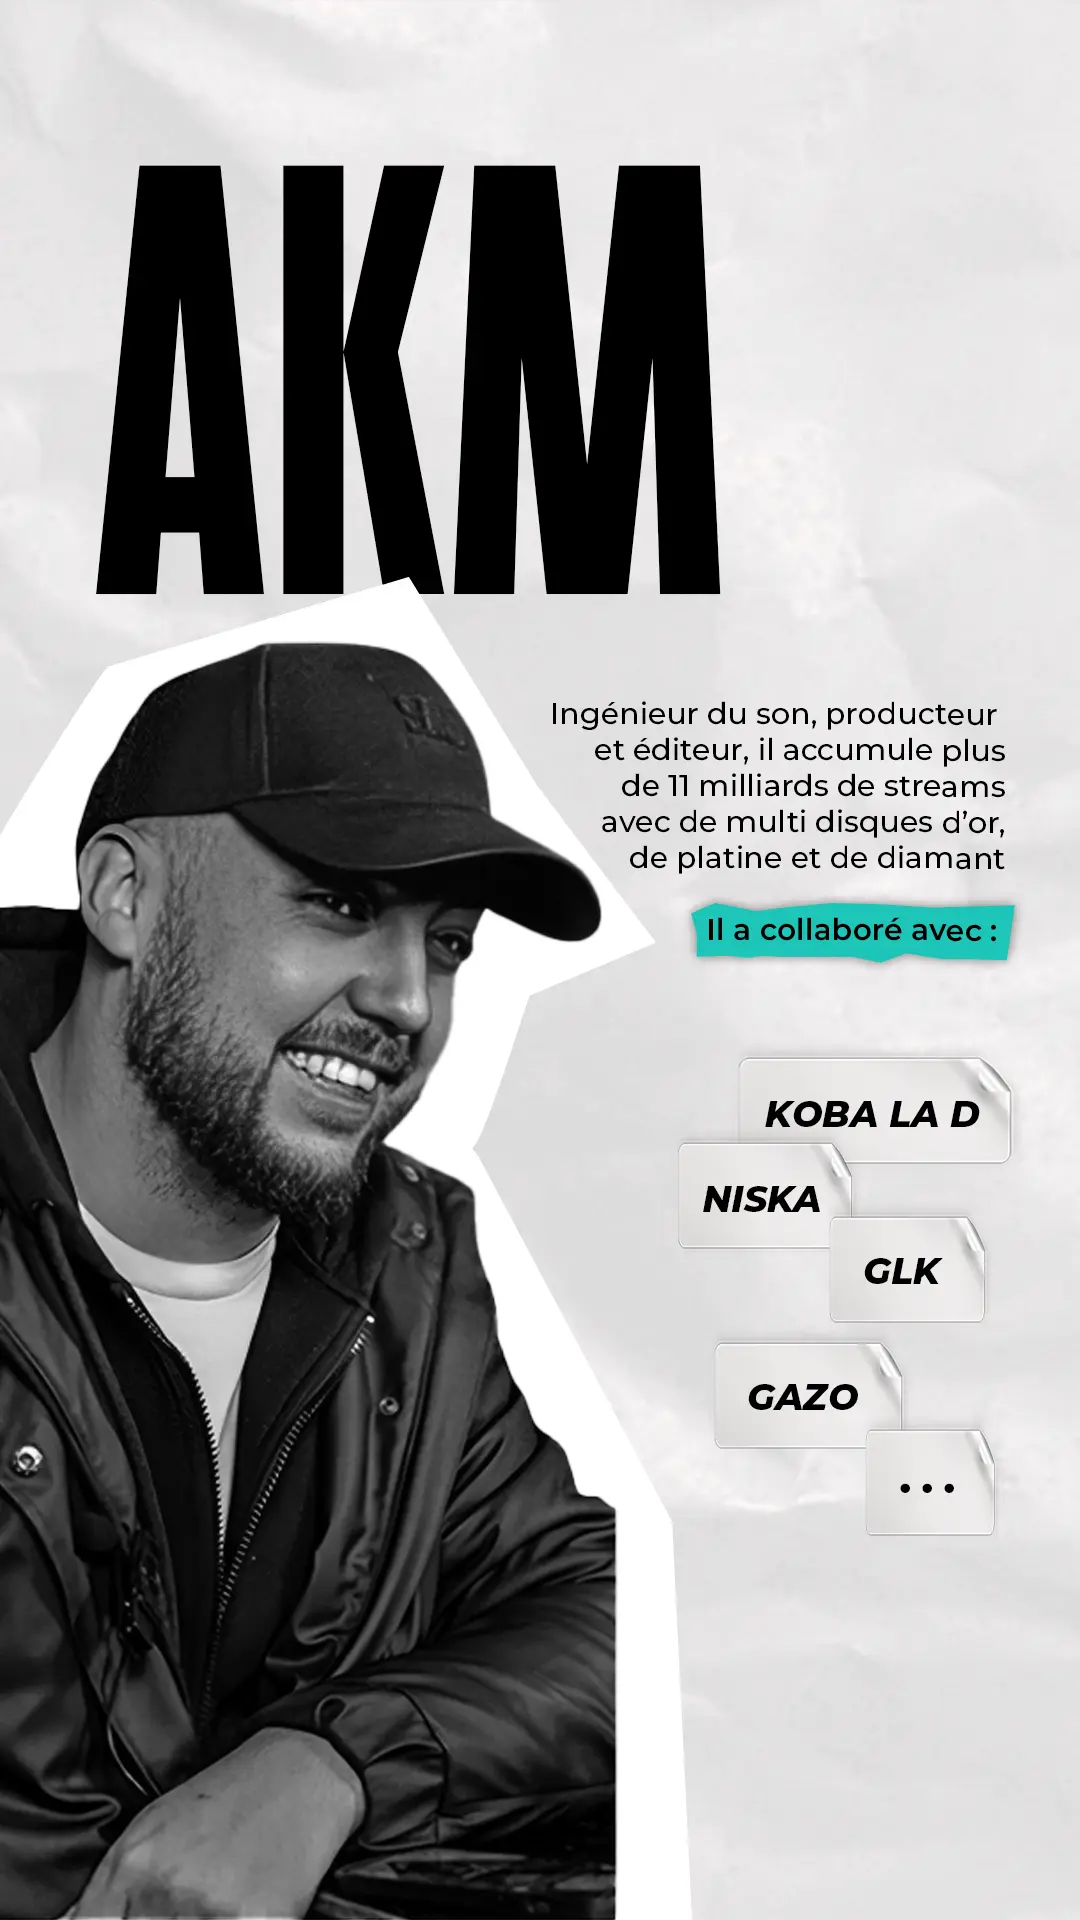 AKM
Ingénieur du son, producteur
et éditeur, il accumule plus
de 11 milliards de streams
avec de multi disques d’or,
de platine et de diamant
Il a collaboré avec :
KOBA LA D
NISKA
GLK
GAZO
...